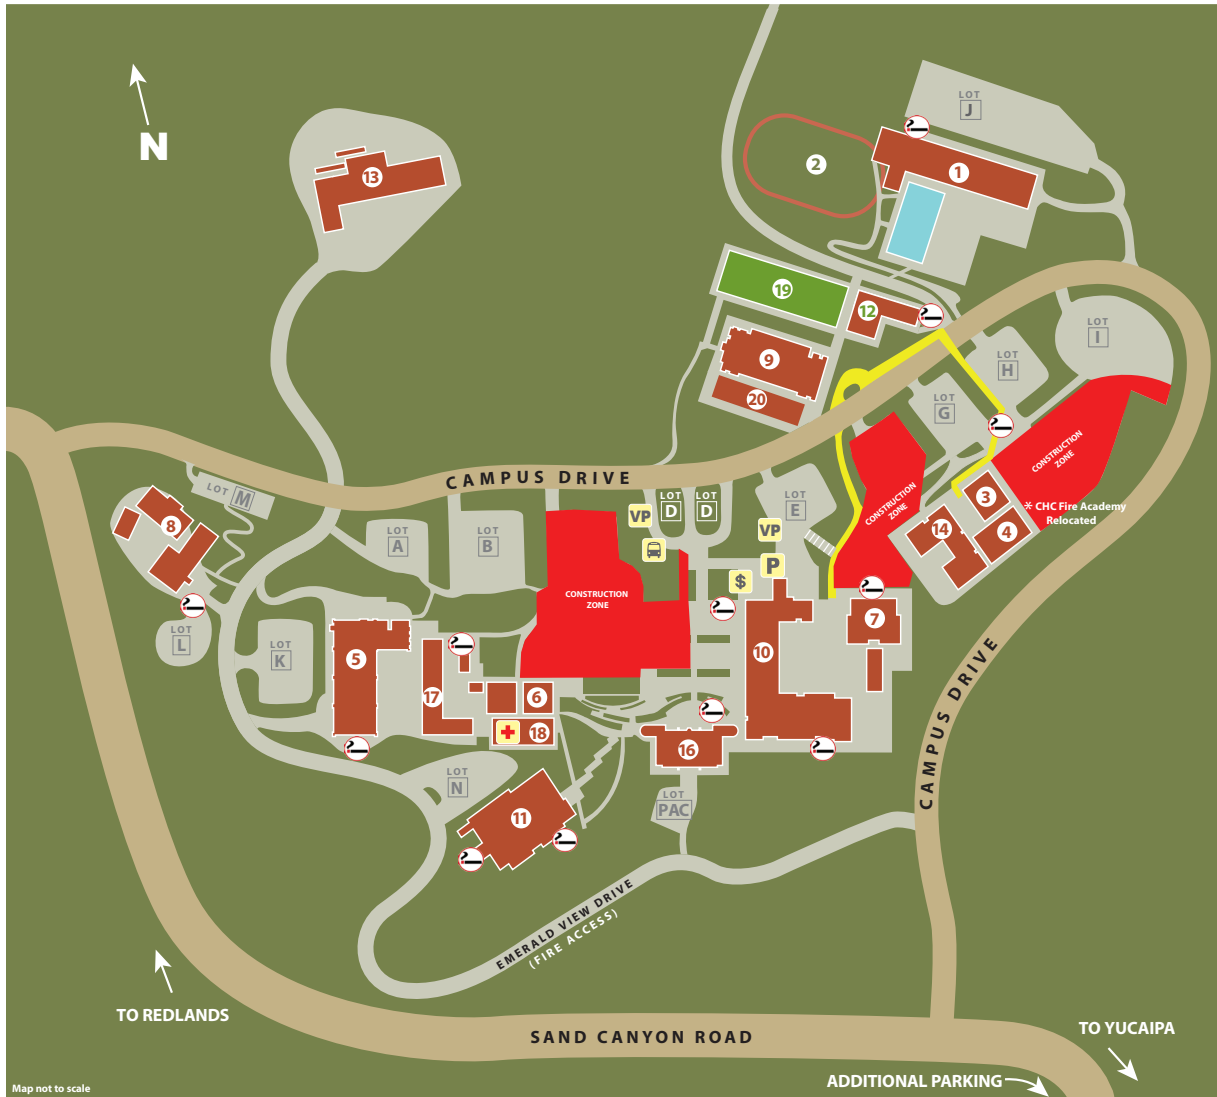 LOT
J
N
13
2
1
19
12
LOT
I
9
LOT
H
20
LOT
G
CONSTRUCTION
ZONE
CAMPUS DRIVE
LOT M
8
VP
LOT
D
LOT
D
LOT
E
CONSTRUCTION
ZONE
3
✳ CHC Fire Academy
Relocated
LOT
A
LOT
B
VP
14
4
P
$
CONSTRUCTION
ZONE
7
LOT
L
LOT
K
5
10
17
6
18
16
CAMPUS DRIVE
LOT
N
LOT
PAC
11
EMERALD VIEW DRIVE
(FIRE ACCESS)
TO REDLANDS
SAND CANYON ROAD
TO YUCAIPA
ADDITIONAL PARKING
Map not to scale